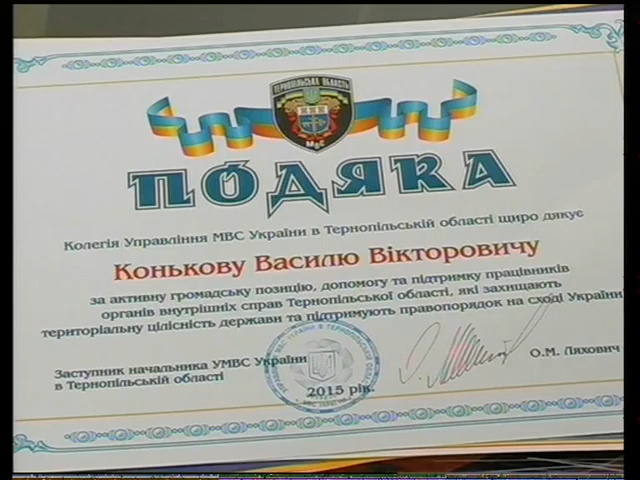 ТЕРНОПІЛЬСЬКА ОБЛАСТЬ
МВС
ПОДЯКА
Колегія Управління МВС України в Тернопільській області щиро дякує
Конькову Василю Вікторовичу
за активну громадську позицію, допомогу та підтримку працівників
органів внутрішніх справ Тернопільської області, які захищають
територіальну цілісність держави та підтримують правопорядок на сході України
Заступник начальника УМВС України
в Тернопільській області
2015 рік.
О.М. Ляхович